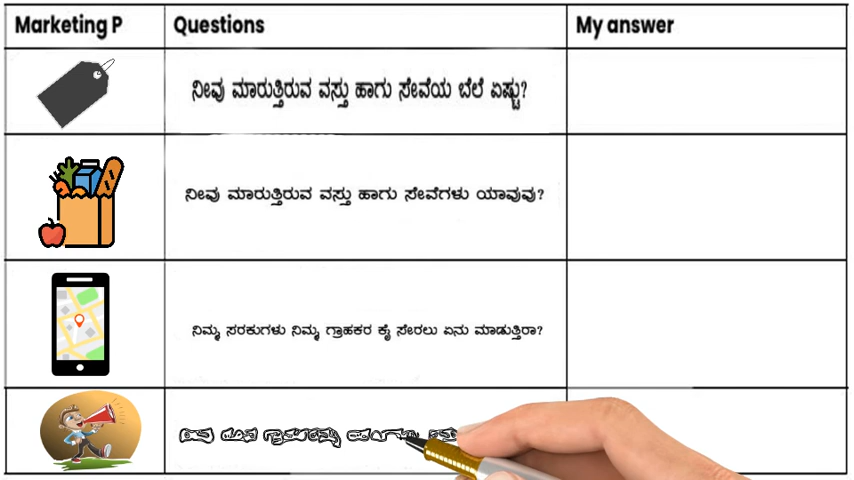 Marketing P
Questions
My answer
ನೀವು ಮಾರುತ್ತಿರುವ ವಸ್ತು ಹಾಗು ಸೇವೆಯ ಬೆಲೆ ಏಷ್ಟು?
ನೀವು ಮಾರುತ್ತಿರುವ ವಸ್ತು ಹಾಗು ಸೇವೆಗಳು ಯಾವುವು?
ನಿಮ್ಮ ಸರಕುಗಳು ನಿಮ್ಮ ಗ್ರಾಹಕರ ಕೈ ಸೇರಲು ಏನು ಮಾಡುತ್ತಿರಾ?